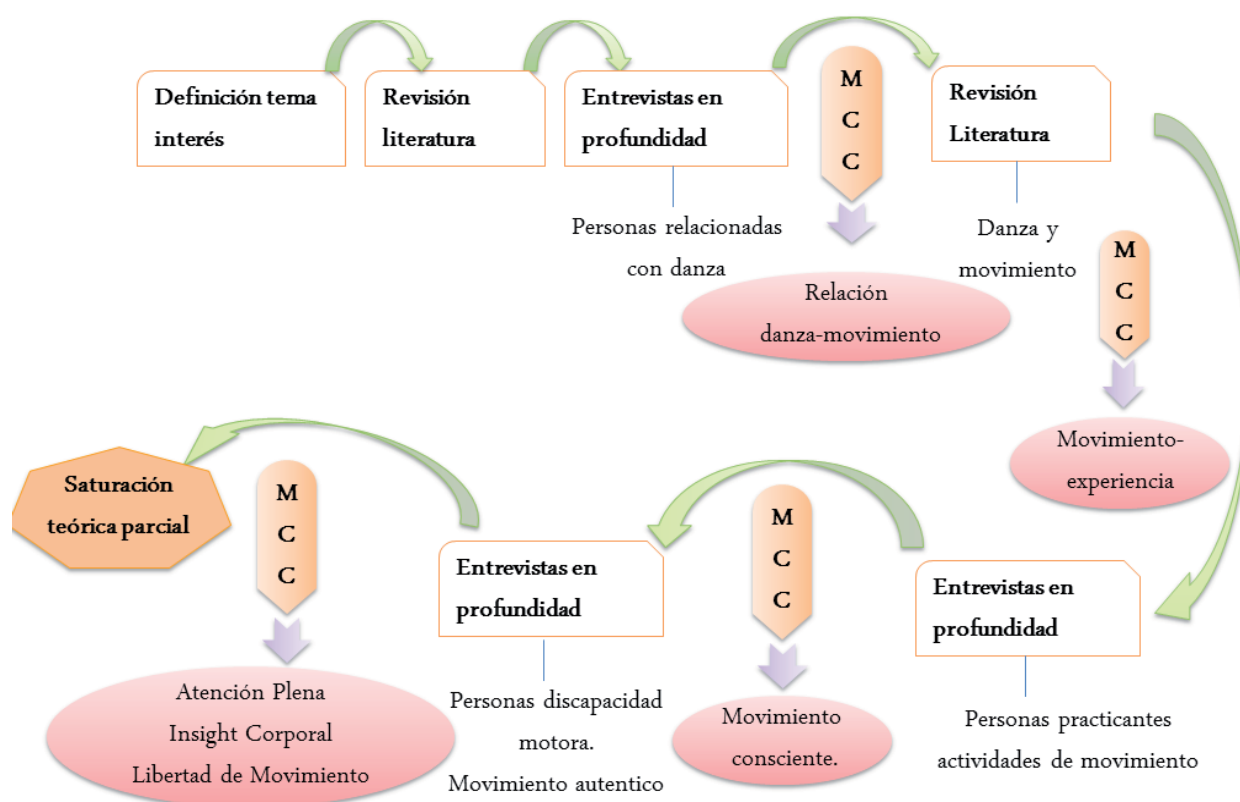 Definición tema
interés
Revisión
literatura
Entrevistas en
profundidad
Personas relacionadas
con danza
M
C
C
Relación
danza-movimiento
Revisión
Literatura
Danza y
movimiento
M
C
C
Movimiento-
experiencia
Entrevistas en
profundidad
Personas practicantes
actividades de movimiento
M
C
C
Movimiento
consciente.
Entrevistas en
profundidad
Personas discapacidad
motora.
Movimiento autentico
M
C
C
Atención Plena
Insight Corporal
Libertad de Movimiento
Saturación
teórica parcial